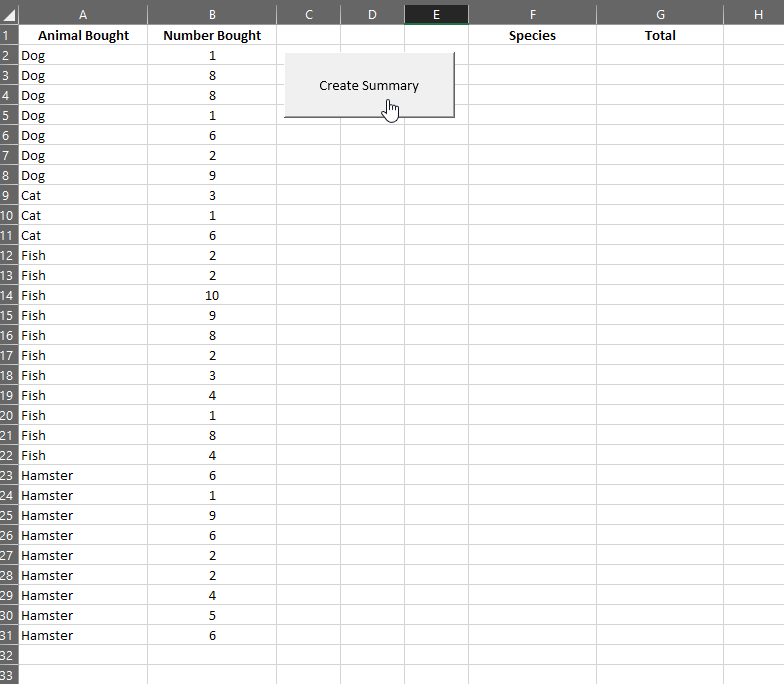 A B C D E F G H
1 Animal Bought Number Bought Species Total
2 Dog 1
3 Dog 8
Create Summary
4 Dog 8
5 Dog 1
6 Dog 6
7 Dog 2
8 Dog 9
9 Cat 3
10 Cat 1
11 Cat 6
12 Fish 2
13 Fish 2
14 Fish 10
15 Fish 9
16 Fish 8
17 Fish 2
18 Fish 3
19 Fish 4
20 Fish 1
21 Fish 8
22 Fish 4
23 Hamster 6
24 Hamster 1
25 Hamster 9
26 Hamster 6
27 Hamster 2
28 Hamster 2
29 Hamster 4
30 Hamster 5
31 Hamster 6
32
33